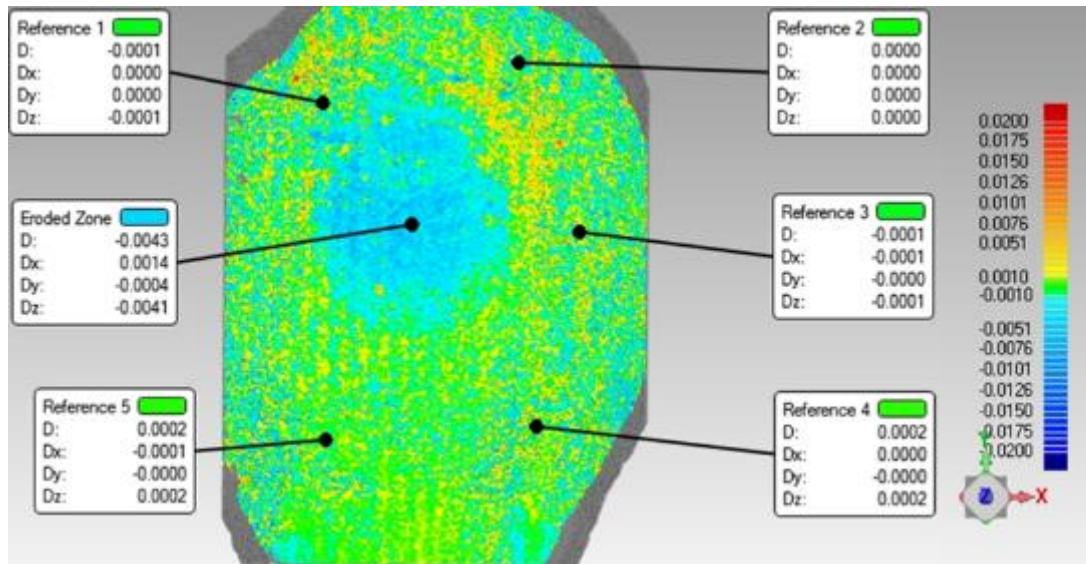 Reference 1
D: -0.0001
Dx: 0.0000
Dy: 0.0000
Dz: -0.0001
Reference 2
D: 0.0000
Dx: 0.0000
Dy: 0.0000
Dz: 0.0000
Eroded Zone
D: -0.0043
Dx: 0.0014
Dy: -0.0004
Dz: -0.0041
Reference 3
D: -0.0001
Dx: -0.0001
Dy: -0.0000
Dz: -0.0001
Reference 5
D: 0.0002
Dx: -0.0001
Dy: -0.0000
Dz: 0.0002
Reference 4
D: 0.0002
Dx: 0.0000
Dy: -0.0000
Dz: 0.0002
0.0200
0.0175
0.0150
0.0126
0.0101
0.0076
0.0051
0.0010
-0.0010
-0.0051
-0.0076
-0.0101
-0.0126
-0.0150
-0.0175
-0.0200
Y
Z
X